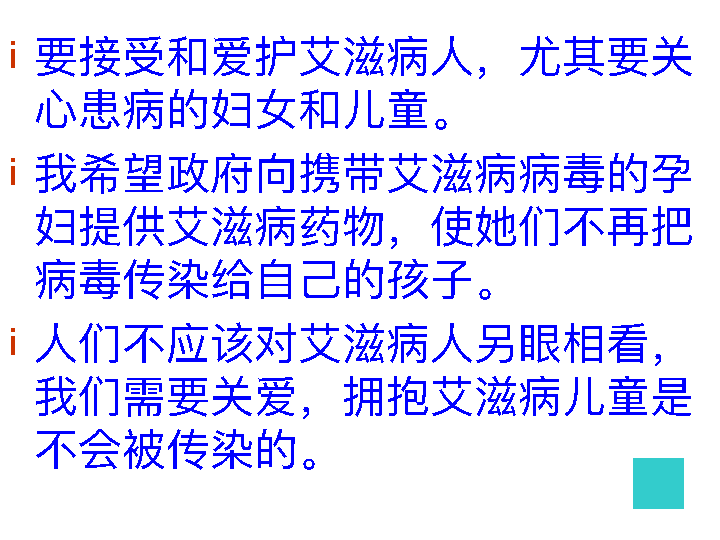 i 要接受和爱护艾滋病人，尤其要关
心患病的妇女和儿童。
i 我希望政府向携带艾滋病病毒的孕
妇提供艾滋病药物，使她们不再把
病毒传染给自己的孩子。
i 人们不应该对艾滋病人另眼相看，
我们需要关爱，拥抱艾滋病儿童是
不会被传染的。